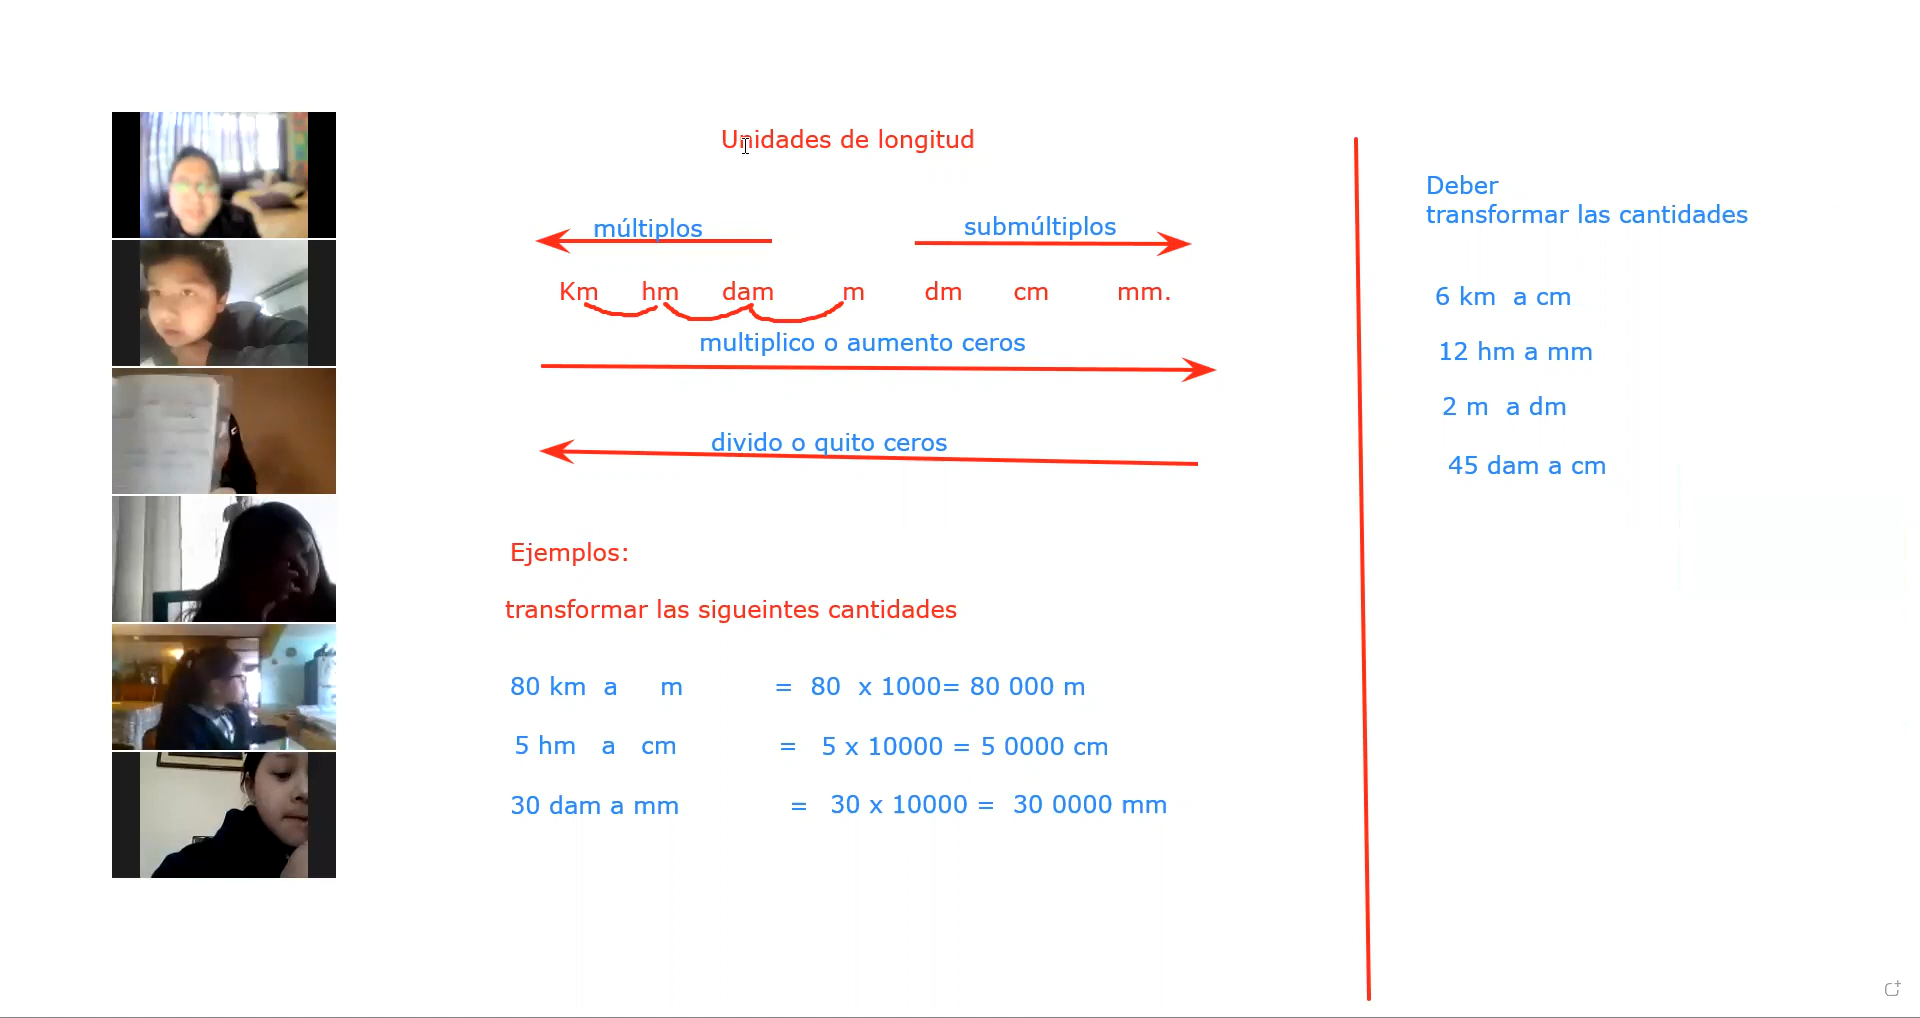 Unidades de longitud
múltiplos submúltiplos
Km hm dam m dm cm mm.
multiplico o aumento ceros
divido o quito ceros
Ejemplos:
transformar las sigueintes cantidades
80 km a m = 80 x 1000= 80 000 m
5 hm a cm = 5 x 10000 = 5 0000 cm
30 dam a mm = 30 x 10000 = 30 0000 mm
Deber
transformar las cantidades
6 km a cm
12 hm a mm
2 m a dm
45 dam a cm